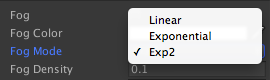 Fog
Linear
Fog Color
Exponential
Fog Mode
✓ Exp2
Fog Density
0.1